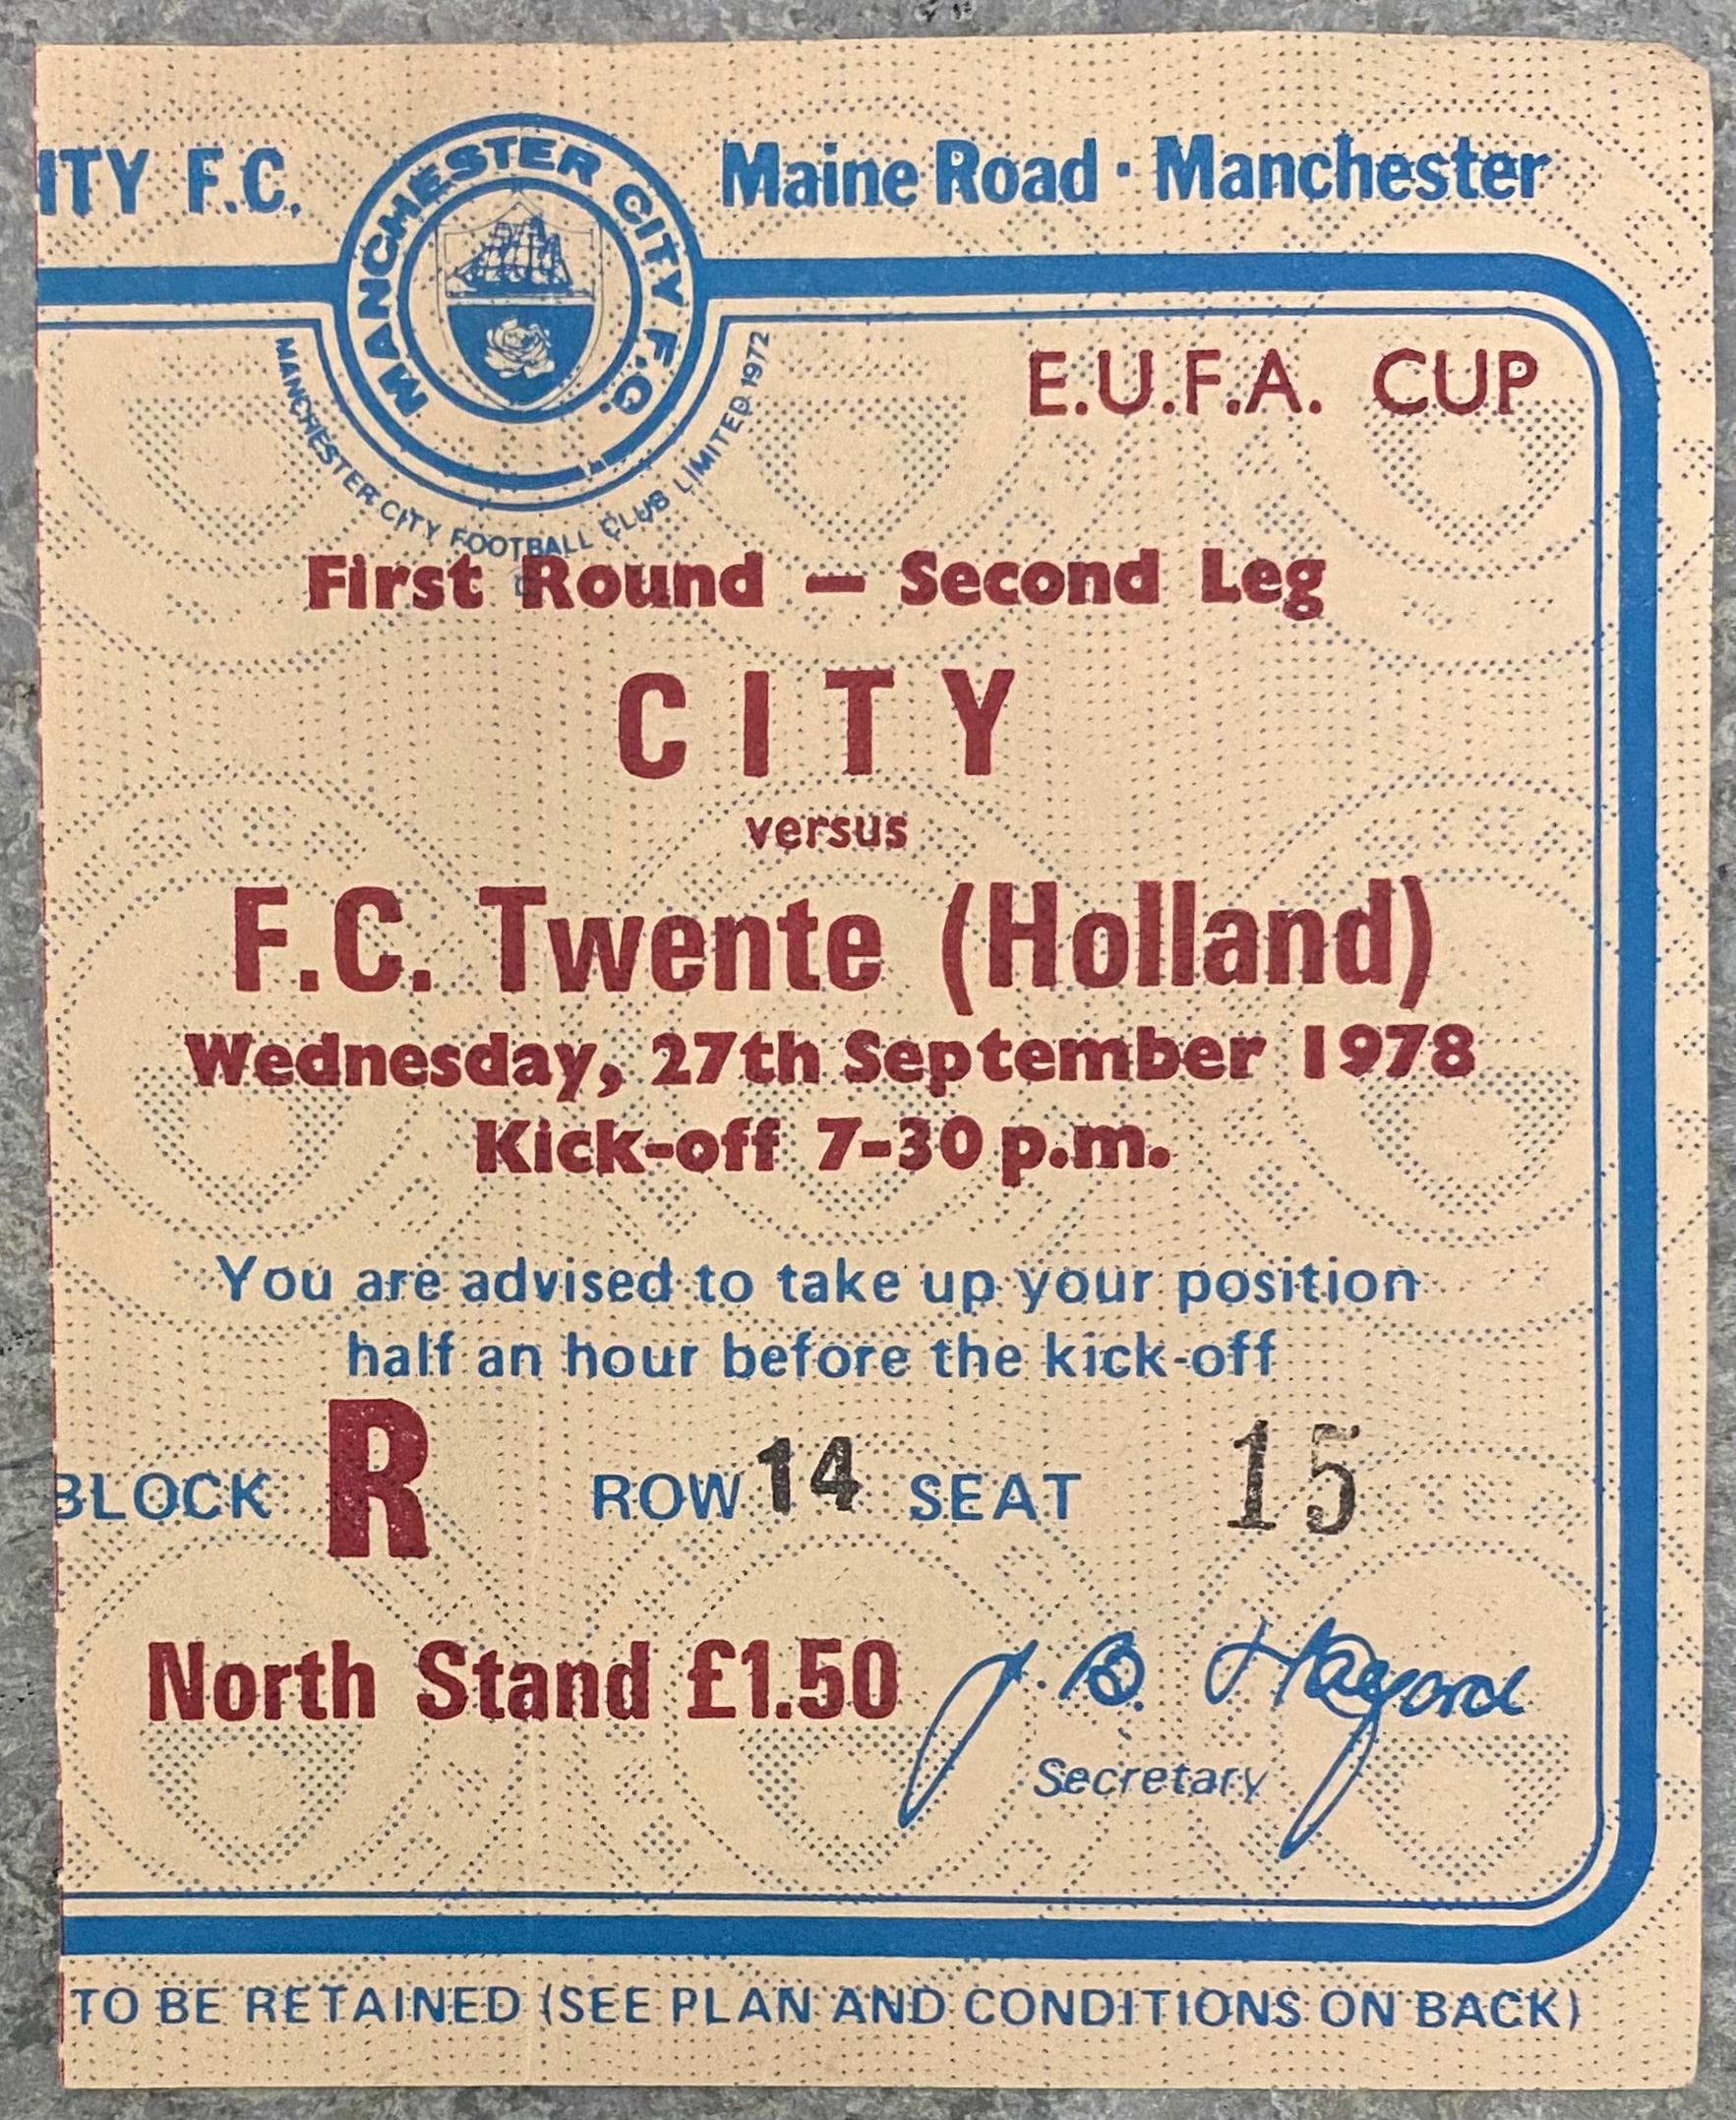 ITY F.C.
MANCHESTER CITY F.C.
Maine Road · Manchester
MANCHESTER CITY FOOTBALL CLUB LIMITED 1972
E.U.F.A. CUP
First Round — Second Leg
CITY
versus
F.C. Twente (Holland)
Wednesday, 27th September 1978
Kick-off 7-30 p.m.
You are advised to take up your position
half an hour before the kick-off
BLOCK R ROW 14 SEAT 15
North Stand £1.50 J. B. Hagond
Secretary
TO BE RETAINED (SEE PLAN AND CONDITIONS ON BACK)